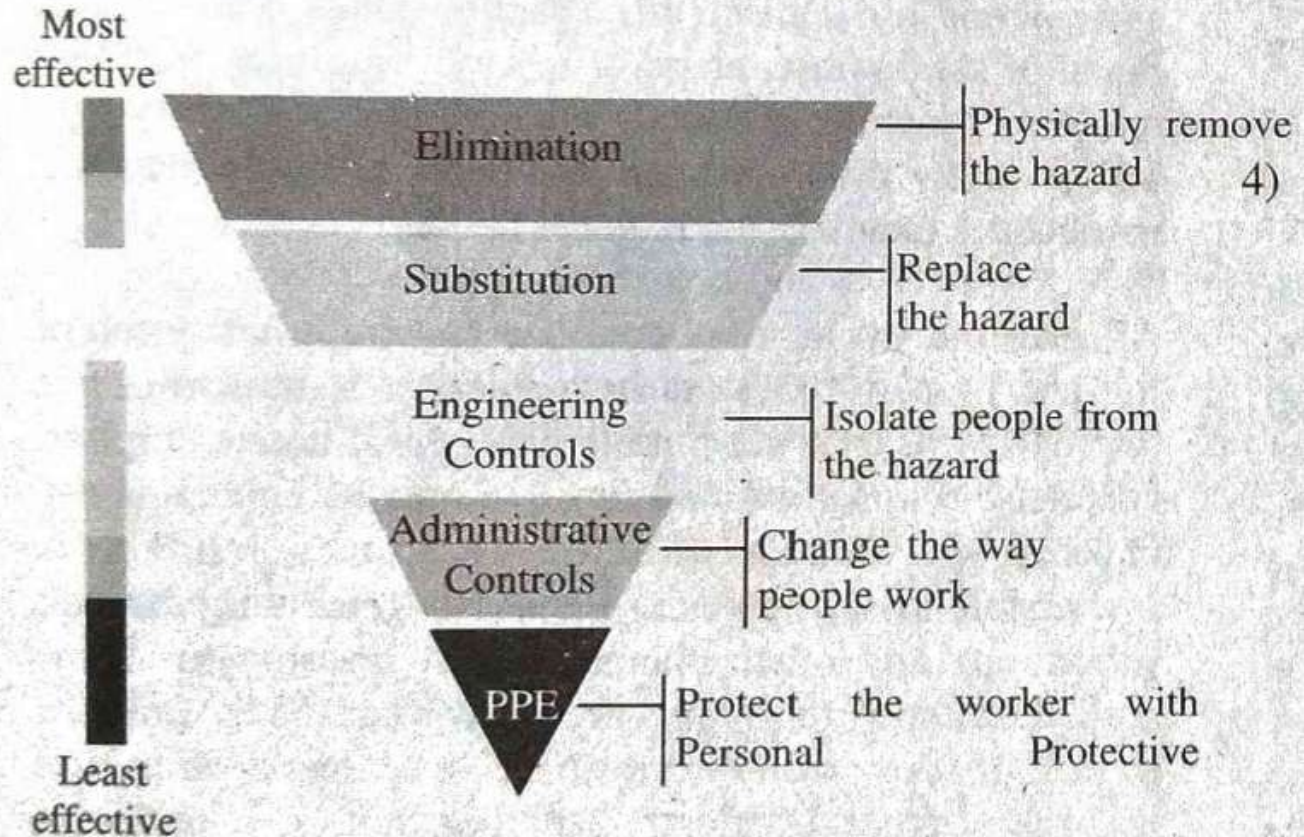 Most
effective
Elimination
Physically remove
the hazard 4)
Substitution
Replace
the hazard
Engineering
Controls
Isolate people from
the hazard
Administrative
Controls
Change the way
people work
PPE
Protect the worker with
Personal Protective
Least
effective